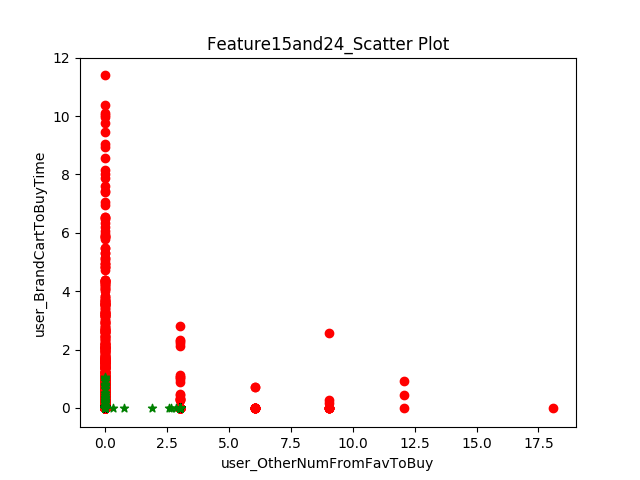 Feature15and24_Scatter Plot
12
10
8
6
4
2
0
user_BrandCartToBuyTime
0.0 2.5 5.0 7.5 10.0 12.5 15.0 17.5
user_OtherNumFromFavToBuy